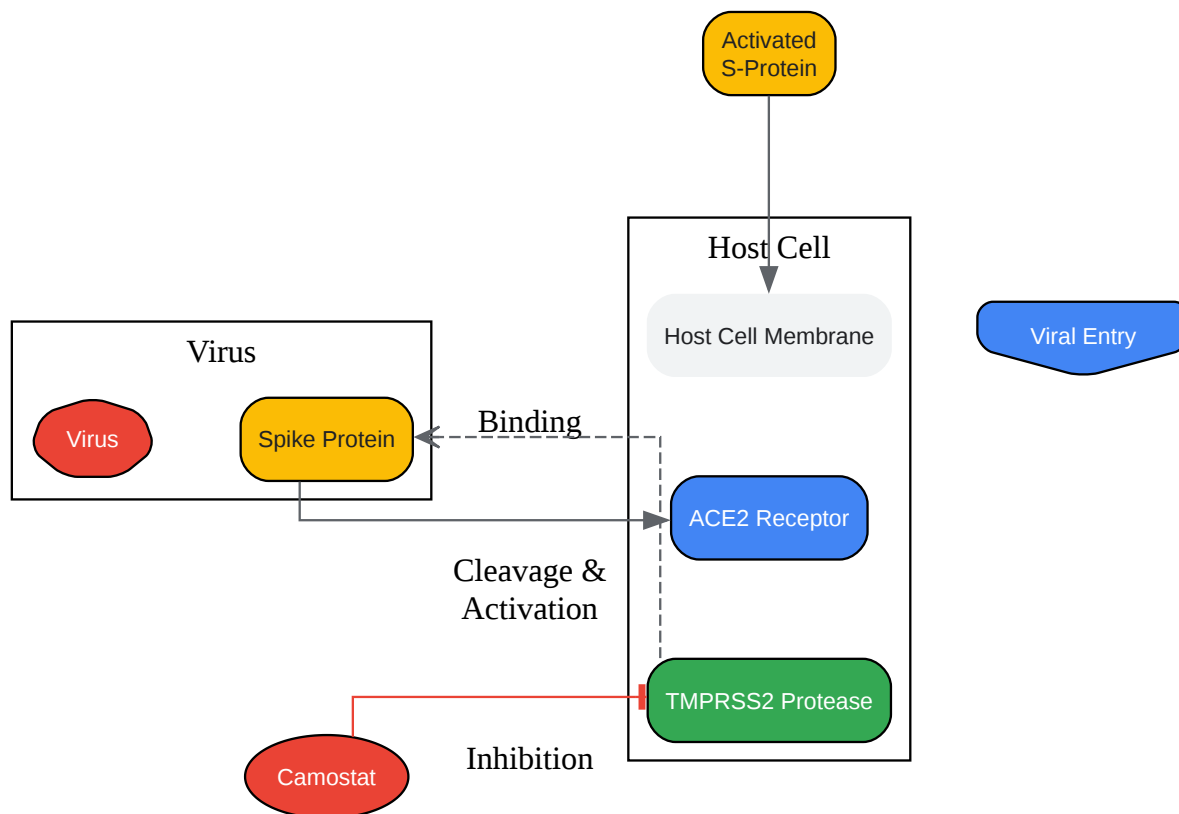 Activated
S-Protein
Host Cell
Host Cell Membrane
Viral Entry
Virus
Virus
Spike Protein
Binding
ACE2 Receptor
Cleavage &
Activation
TMPRSS2 Protease
Inhibition
Camostat